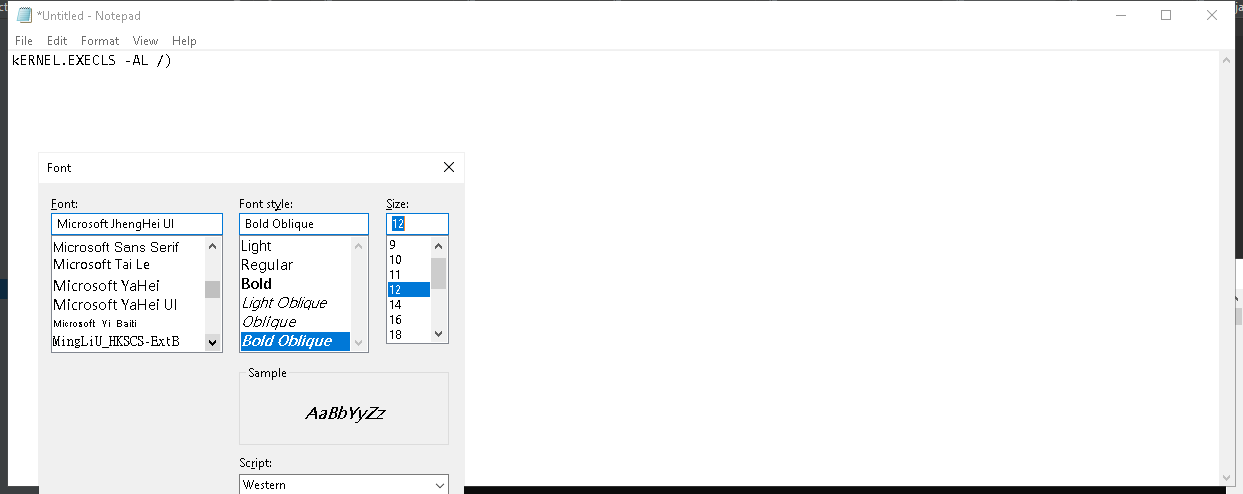 *Untitled - Notepad
File Edit Format View Help
kERNEL.EXECLS -AL /)
Font
Font: Font style: Size:
Microsoft JhengHei UI Bold Oblique 12
Microsoft Sans Serif Light 9
Microsoft Tai Le Regular 10
Microsoft YaHei Bold 11
Microsoft YaHei UI Light Oblique 12
Microsoft Yi Baiti Oblique 14
MingLiU_HKSCS-ExtB Bold Oblique 16
18
Sample
AaBbYyZz
Script:
Western